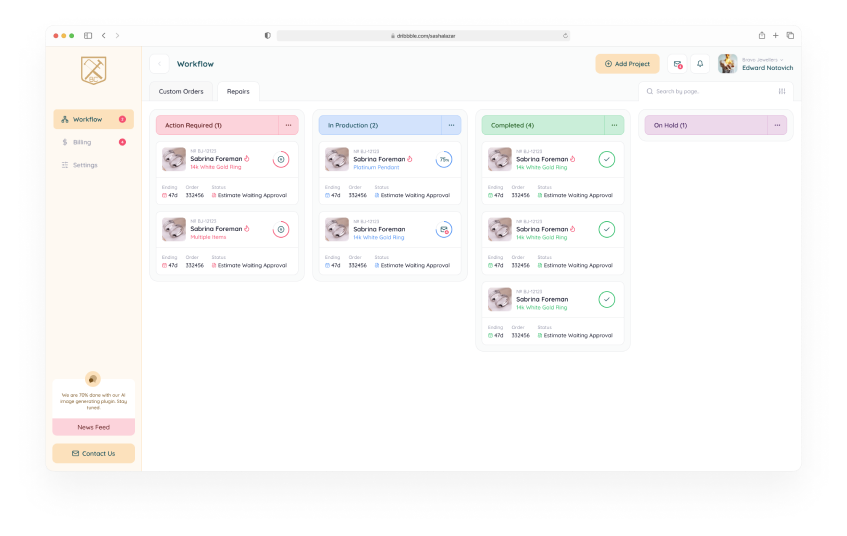 dribbble.com/sashalazar
Workflow
Add Project
Bravo Jewellers
Edward Notovich
Custom Orders
Repairs
Search by page..
Workflow
Billing
Settings
Action Required (1)
In Production (2)
Completed (4)
On Hold (1)
Nº BJ-12123
Sabrina Foreman
14k White Gold Ring
Ending Order Status
47d 332456 Estimate Waiting Approval
Nº BJ-12123
Sabrina Foreman
Multiple Items
Ending Order Status
47d 332456 Estimate Waiting Approval
Nº BJ-12123
Sabrina Foreman
Platinum Pendant
75%
Ending Order Status
47d 332456 Estimate Waiting Approval
Nº BJ-12123
Sabrina Foreman
14k White Gold Ring
Ending Order Status
47d 332456 Estimate Waiting Approval
Nº BJ-12123
Sabrina Foreman
14k White Gold Ring
Ending Order Status
47d 332456 Estimate Waiting Approval
Nº BJ-12123
Sabrina Foreman
14k White Gold Ring
Ending Order Status
47d 332456 Estimate Waiting Approval
Nº BJ-12123
Sabrina Foreman
14k White Gold Ring
Ending Order Status
47d 332456 Estimate Waiting Approval
We are 70% done with our AI
image generating plugin. Stay
tuned!
News Feed
Contact Us